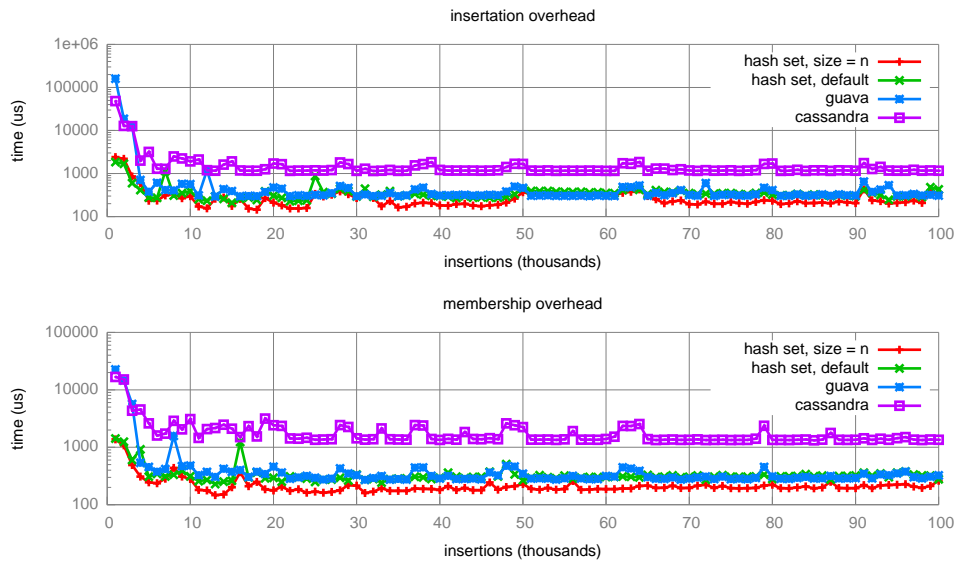 insertation overhead
1e+06
100000
10000
1000
100
time (us)
hash set, size = n
hash set, default
guava
cassandra
0 10 20 30 40 50 60 70 80 90 100
insertions (thousands)
membership overhead
100000
10000
1000
100
time (us)
hash set, size = n
hash set, default
guava
cassandra
0 10 20 30 40 50 60 70 80 90 100
insertions (thousands)